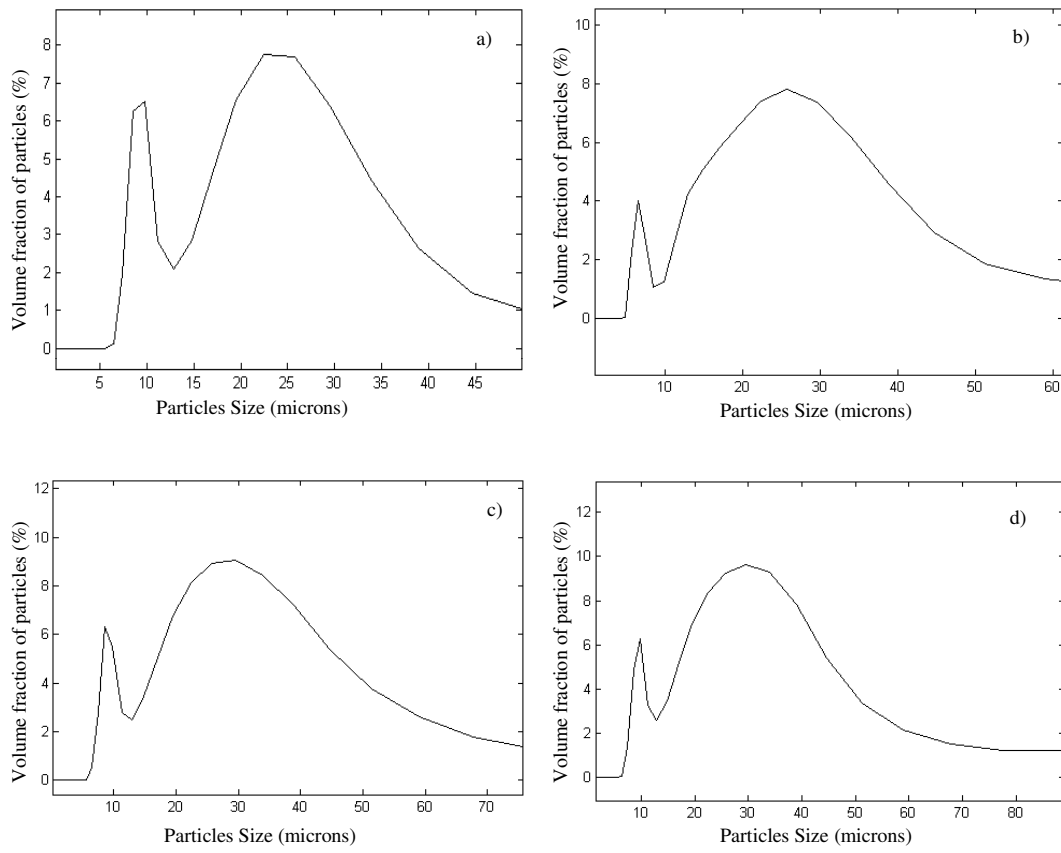 a)
Volume fraction of particles (%)
8
7
6
5
4
3
2
1
0
5 10 15 20 25 30 35 40 45
Particles Size (microns)
b)
Volume fraction of particles (%)
10
8
6
4
2
0
10 20 30 40 50 60
Particles Size (microns)
c)
Volume fraction of particles (%)
12
10
8
6
4
2
0
10 20 30 40 50 60 70
Particles Size (microns)
d)
Volume fraction of particles (%)
12
10
8
6
4
2
0
10 20 30 40 50 60 70 80
Particles Size (microns)